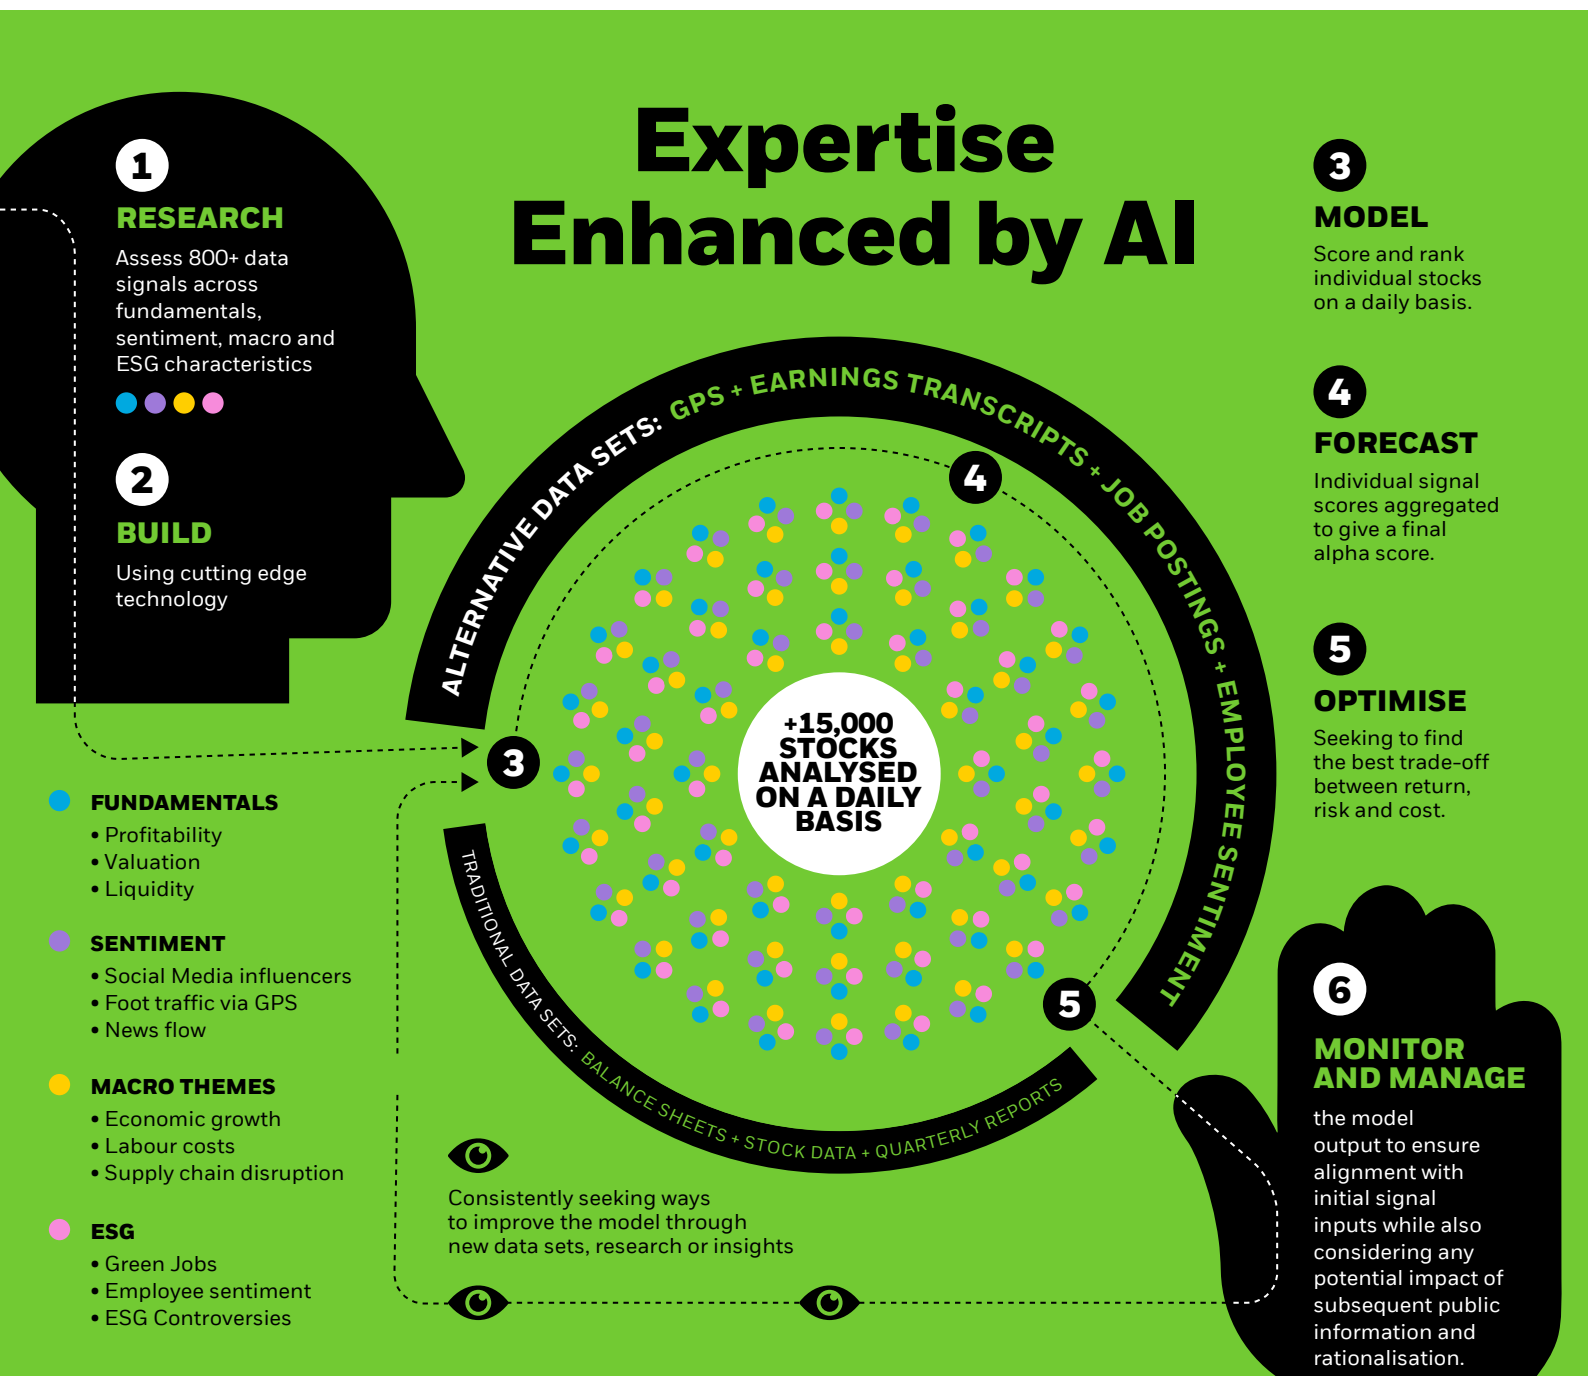 Expertise
Enhanced by AI
1
RESEARCH
Assess 800+ data
signals across
fundamentals,
sentiment, macro and
ESG characteristics
2
BUILD
Using cutting edge
technology
3
MODEL
Score and rank
individual stocks
on a daily basis.
4
FORECAST
Individual signal
scores aggregated
to give a final
alpha score.
5
OPTIMISE
Seeking to find
the best trade-off
between return,
risk and cost.
6
MONITOR
AND MANAGE
the model
output to ensure
alignment with
initial signal
inputs while also
considering any
potential impact of
subsequent public
information and
rationalisation.
ALTERNATIVE DATA SETS: GPS + EARNINGS TRANSCRIPTS + JOB POSTINGS + EMPLOYEE SENTIMENT
3
4
5
+15,000
STOCKS
ANALYSED
ON A DAILY
BASIS
TRADITIONAL DATA SETS: BALANCE SHEETS + STOCK DATA + QUARTERLY REPORTS
FUNDAMENTALS
• Profitability
• Valuation
• Liquidity
SENTIMENT
• Social Media influencers
• Foot traffic via GPS
• News flow
MACRO THEMES
• Economic growth
• Labour costs
• Supply chain disruption
ESG
• Green Jobs
• Employee sentiment
• ESG Controversies
Consistently seeking ways
to improve the model through
new data sets, research or insights